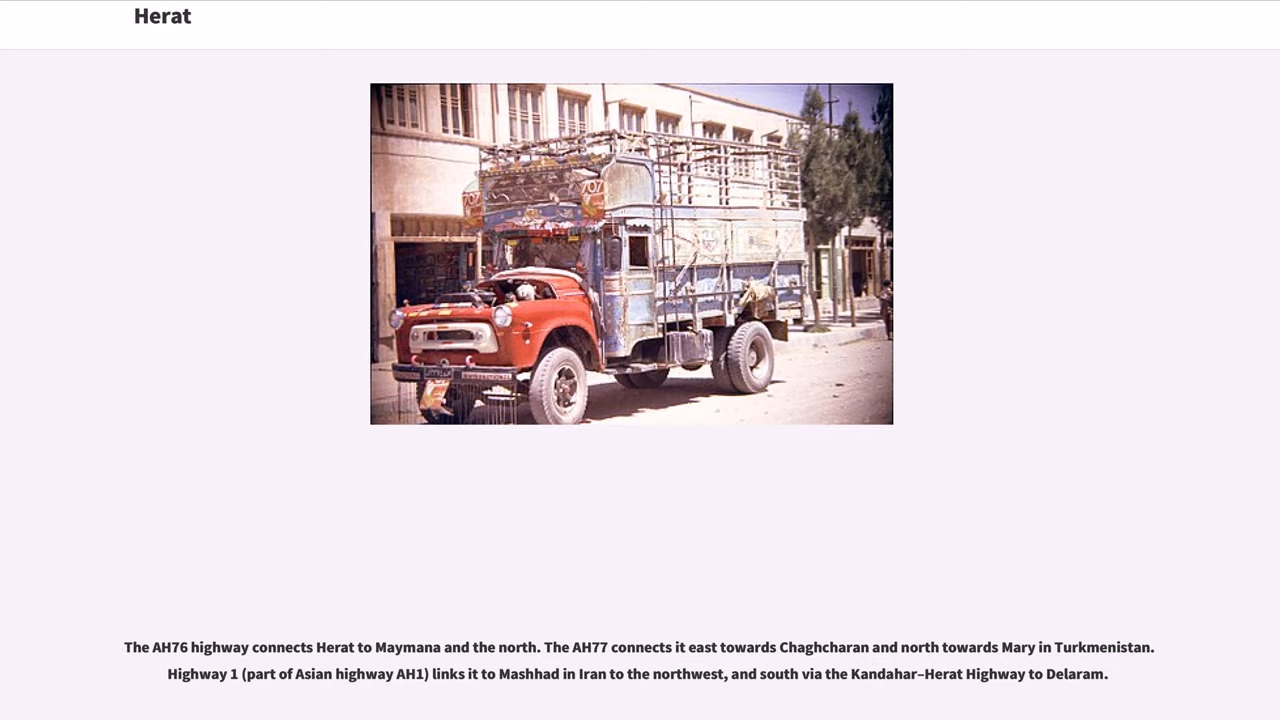 Herat
707
707
The AH76 highway connects Herat to Maymana and the north. The AH77 connects it east towards Chaghcharan and north towards Mary in Turkmenistan.
Highway 1 (part of Asian highway AH1) links it to Mashhad in Iran to the northwest, and south via the Kandahar–Herat Highway to Delaram.